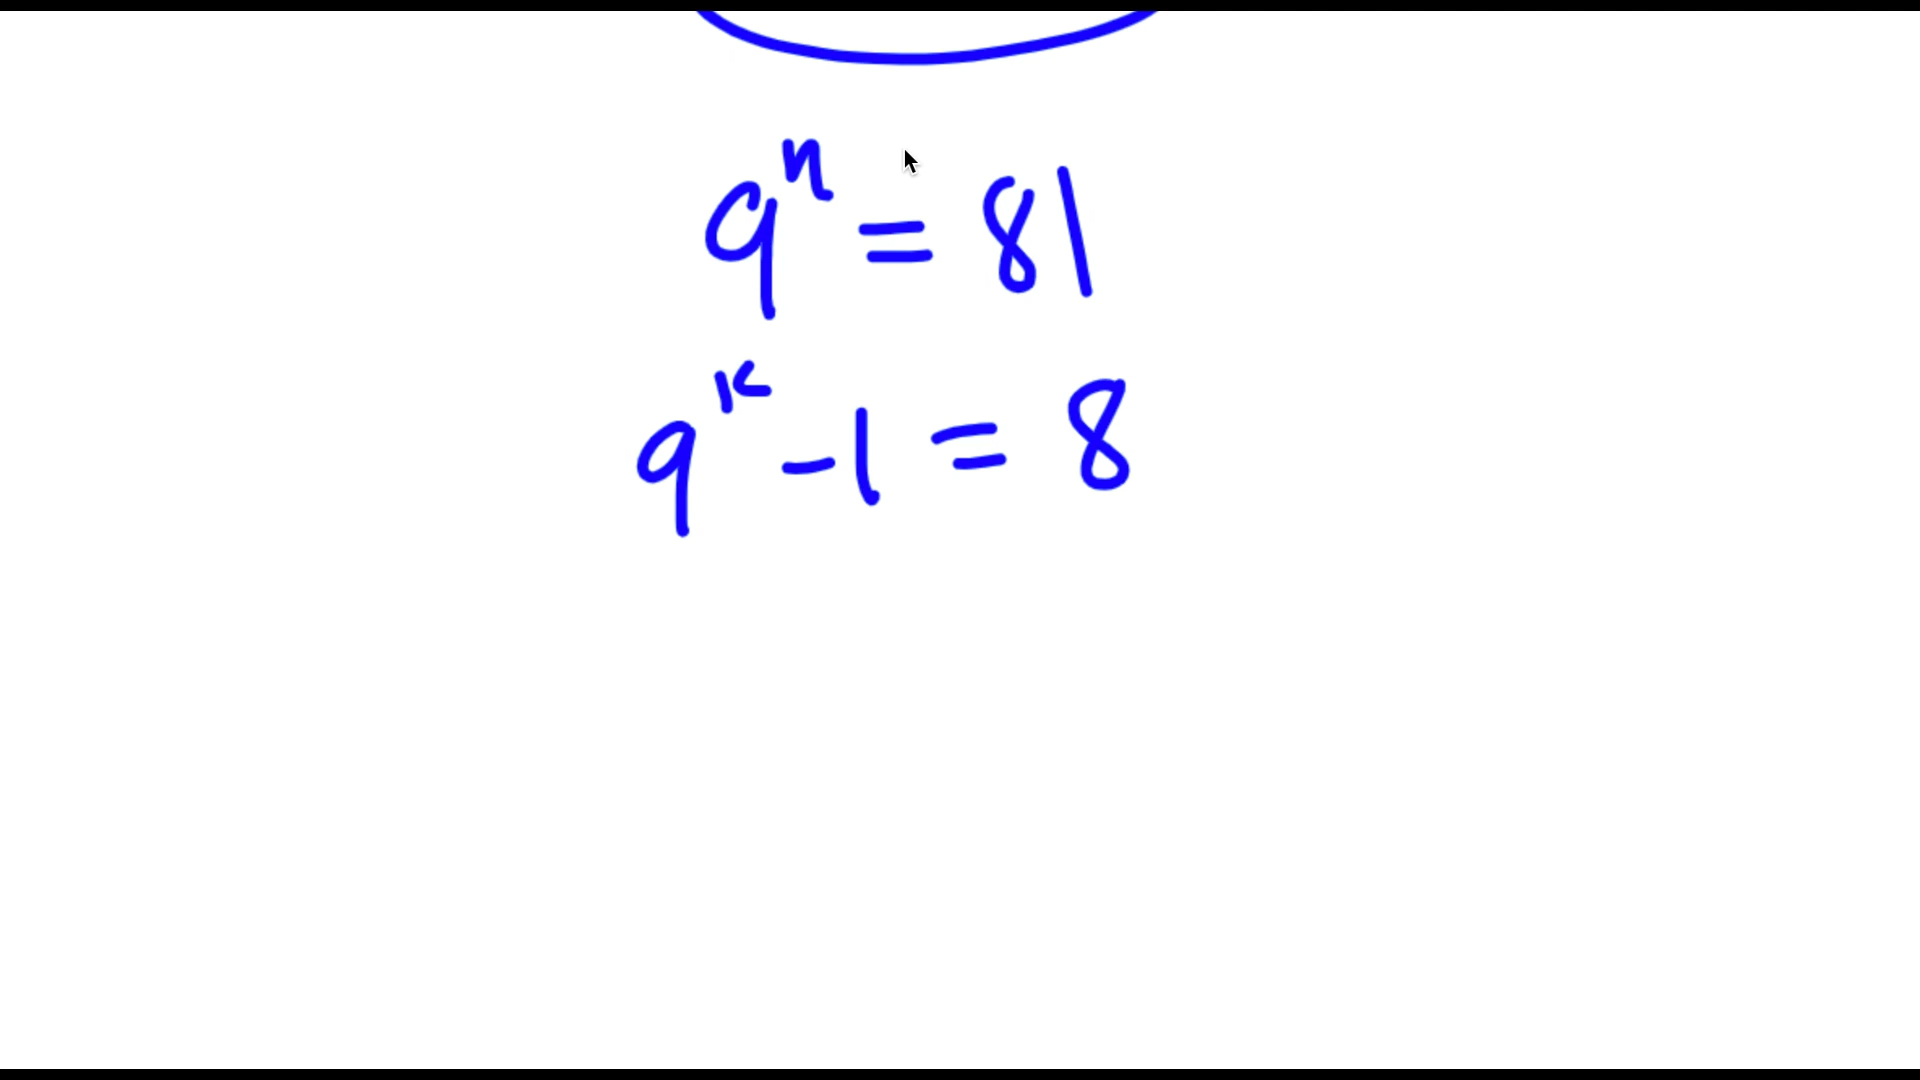 9^n = 81
9^k - 1 = 8